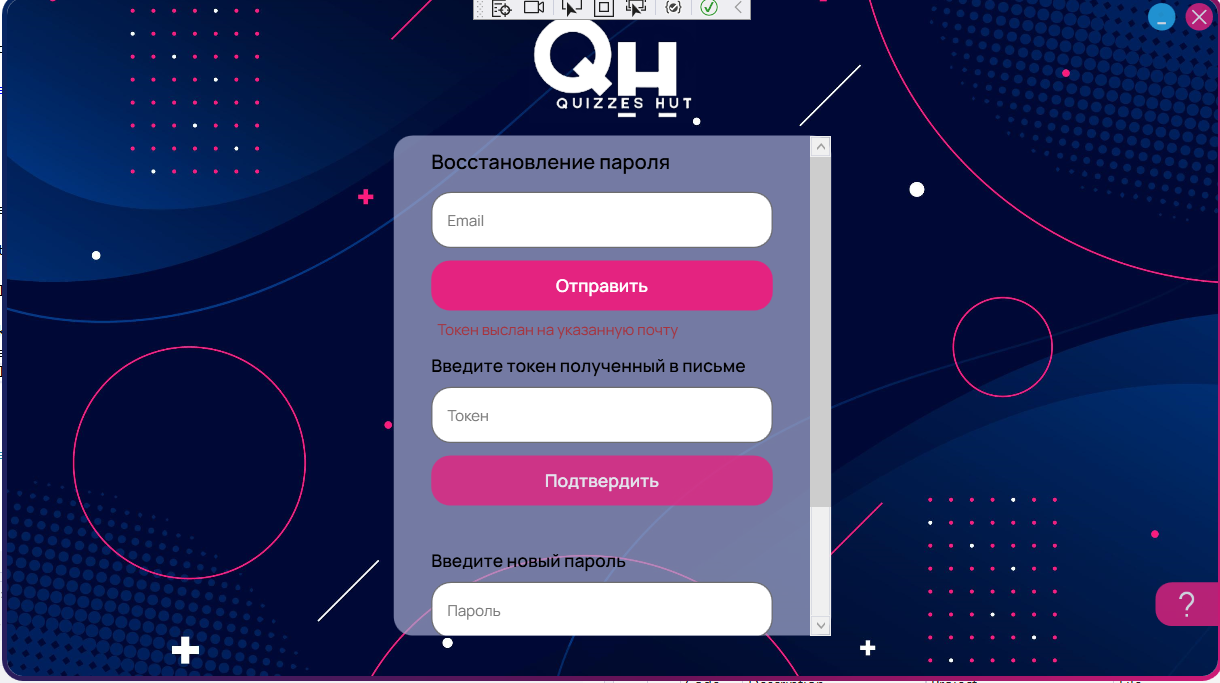 QH
QUIZZES HUT
Восстановление пароля
Email
Отправить
Токен выслан на указанную почту
Введите токен полученный в письме
Токен
Подтвердить
Введите новый пароль
Пароль
?